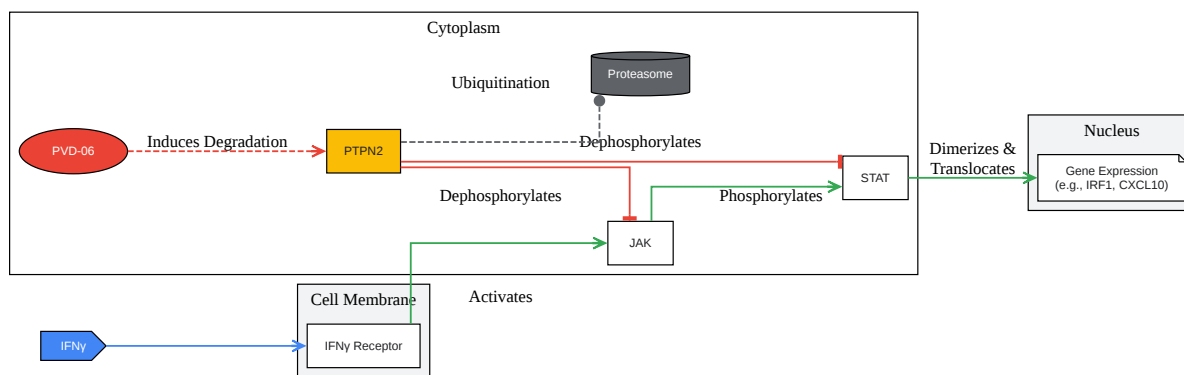 Cytoplasm
Ubiquitination
Proteasome
PVD-06
Induces Degradation
PTPN2
Dephosphorylates
Dephosphorylates
Phosphorylates
STAT
JAK
Dimerizes &
Translocates
Nucleus
Gene Expression
(e.g., IRF1, CXCL10)
Activates
Cell Membrane
IFNγ
IFNγ Receptor